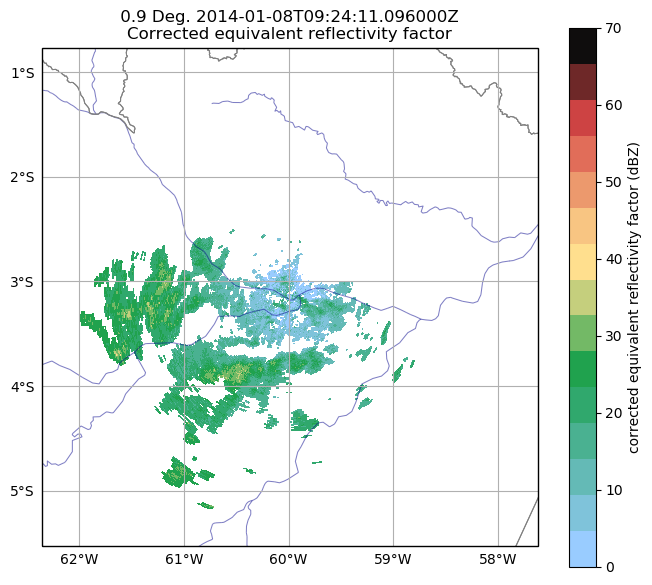 0.9 Deg. 2014-01-08T09:24:11.096000Z
Corrected equivalent reflectivity factor
1°S
2°S
3°S
4°S
5°S
62°W 61°W 60°W 59°W 58°W
70
60
50
40
30
20
10
0
corrected equivalent reflectivity factor (dBZ)